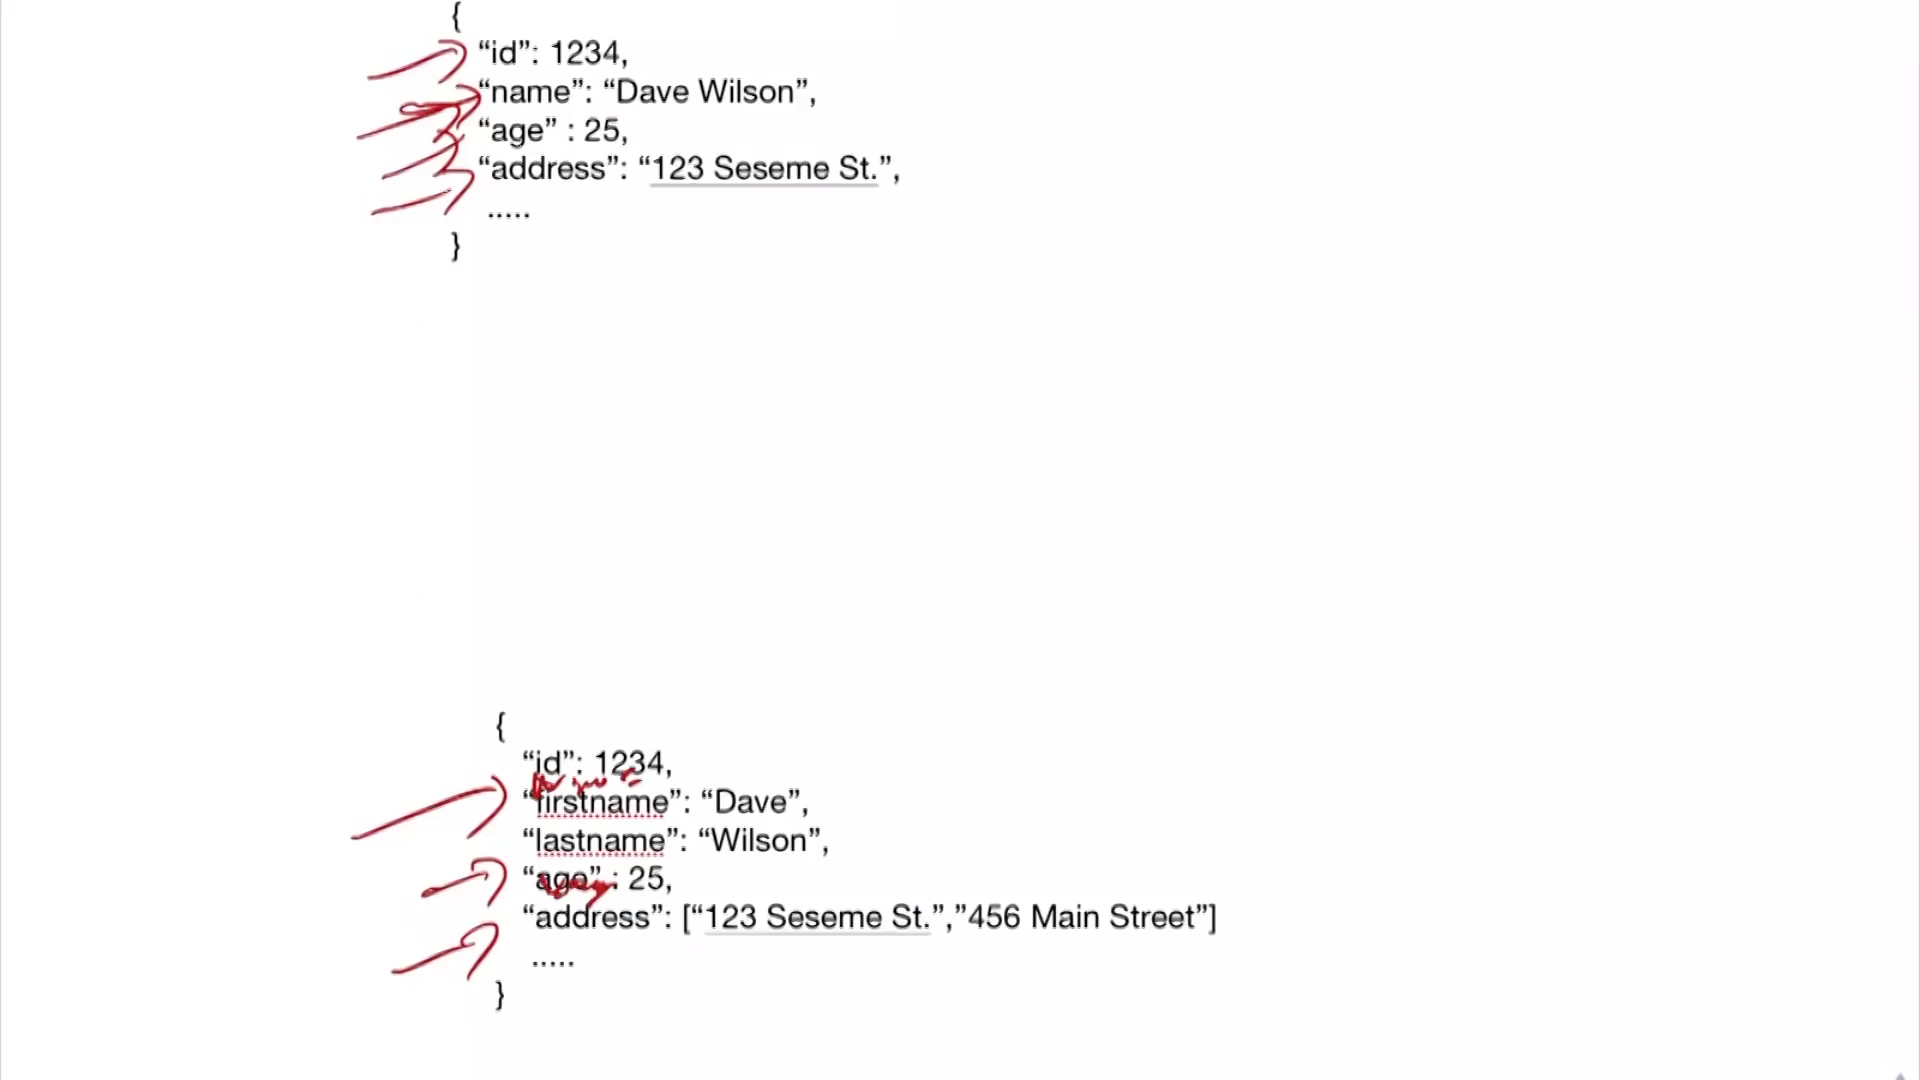 {
“id”: 1234,
“name”: “Dave Wilson”,
“age” : 25,
“address”: “123 Seseme St.”,
.....
}
{
“id”: 1234,
“firstname”: “Dave”,
“lastname”: “Wilson”,
“age” : 25,
“address”: [“123 Seseme St.”,”456 Main Street”]
.....
}